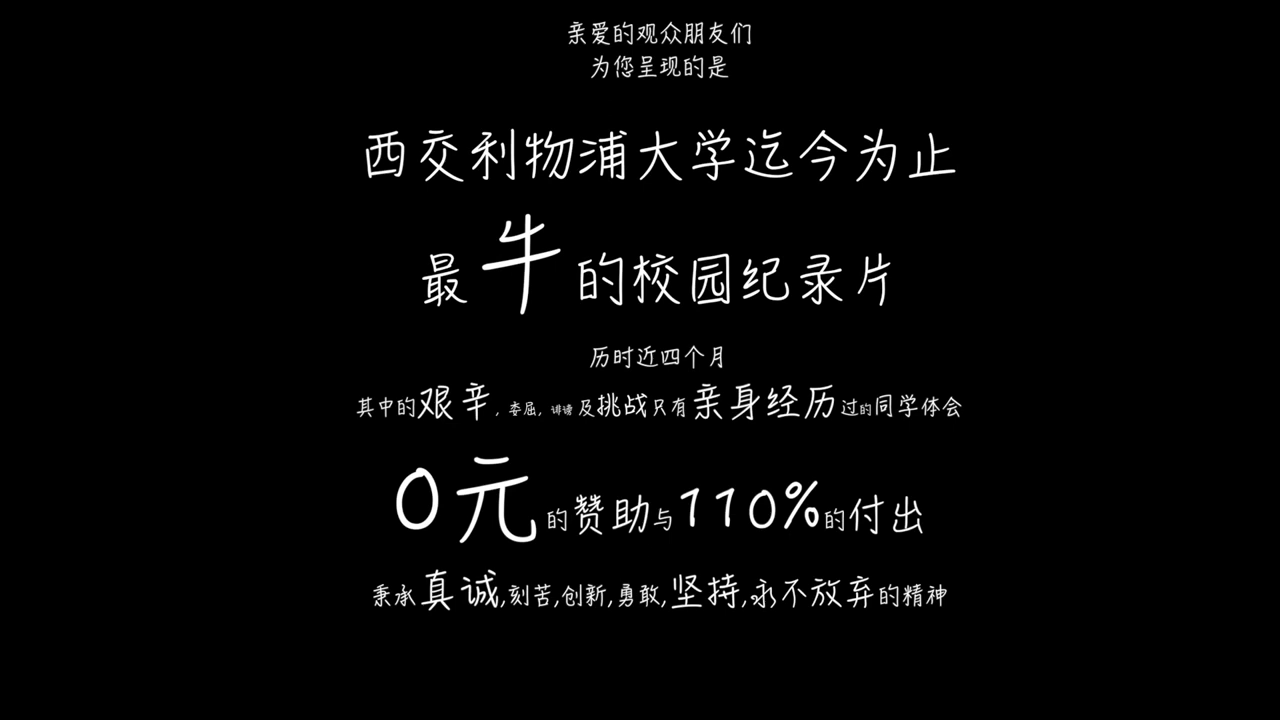 亲爱的观众朋友们
为您呈现的是
西交利物浦大学迄今为止
最牛的校园纪录片
历时近四个月
其中的艰辛，委屈，诽谤及挑战只有亲身经历过的同学体会
0元的赞助与110%的付出
秉承真诚,刻苦,创新,勇敢,坚持,永不放弃的精神